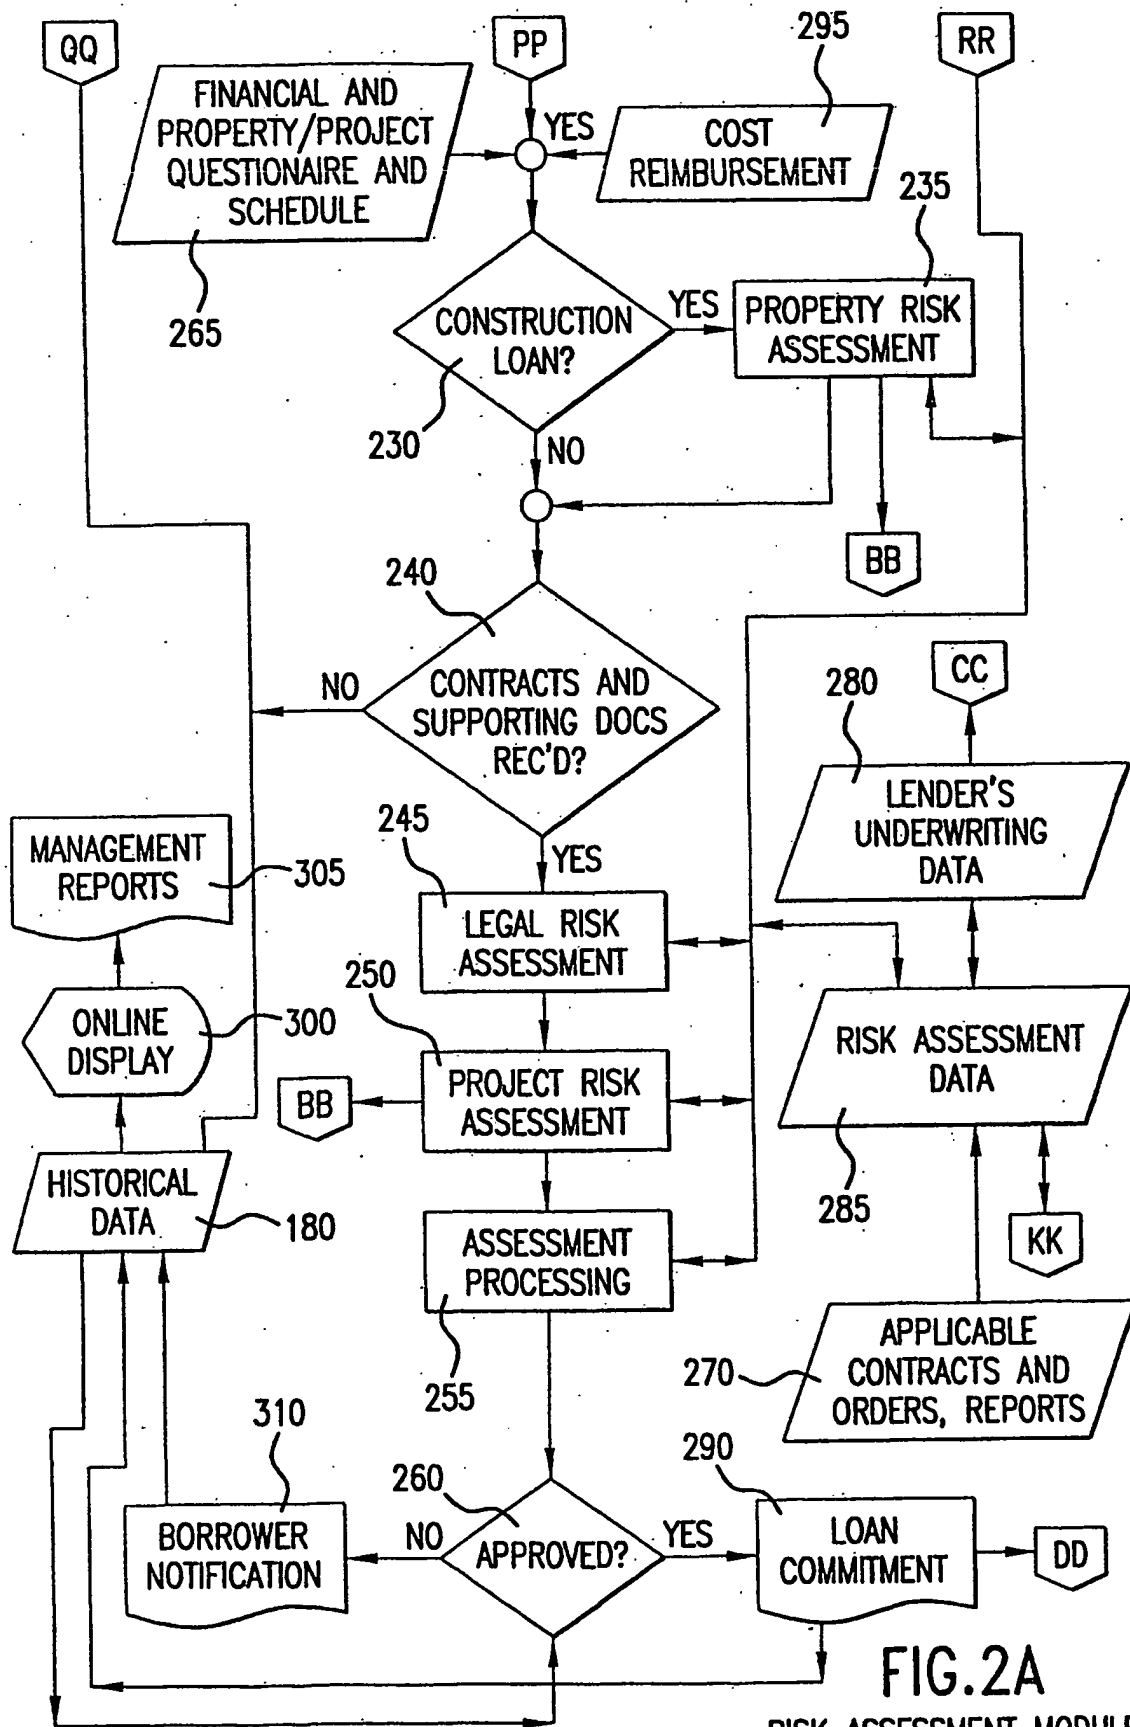 QQ
PP
RR
295
FINANCIAL AND
PROPERTY/PROJECT
QUESTIONAIRE AND
SCHEDULE
YES
COST
REIMBURSEMENT
235
265
CONSTRUCTION
LOAN?
YES
PROPERTY RISK
ASSESSMENT
230
NO
BB
240
NO
CONTRACTS AND
SUPPORTING DOCS
REC'D?
280
CC
LENDER'S
UNDERWRITING
DATA
245
YES
MANAGEMENT
REPORTS
305
LEGAL RISK
ASSESSMENT
250
ONLINE
DISPLAY
300
RISK ASSESSMENT
DATA
BB
PROJECT RISK
ASSESSMENT
HISTORICAL
DATA
180
285
KK
ASSESSMENT
PROCESSING
255
270
APPLICABLE
CONTRACTS AND
ORDERS, REPORTS
310
260
290
BORROWER
NOTIFICATION
NO
APPROVED?
YES
LOAN
COMMITMENT
DD
FIG.2A
RISK ASSESSMENT MODULE